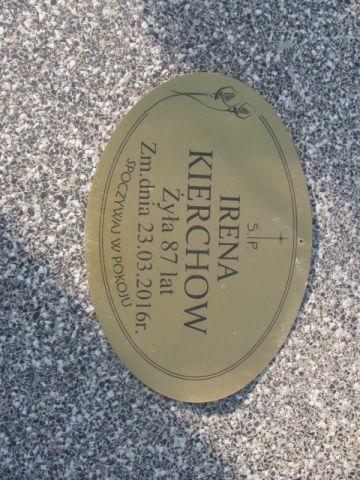 Ś.I.P.
IRENA
KIERCHOW
Żyła 87 lat
Zm.dnia 23.03.2016r.
SPOCZYWAJ W POKOJU